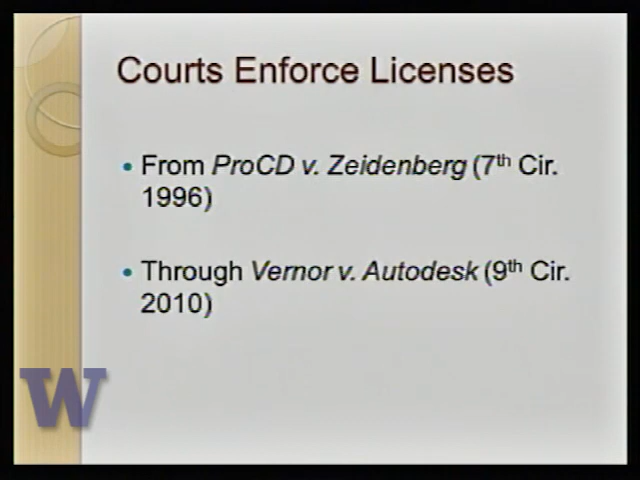 Courts Enforce Licenses
• From ProCD v. Zeidenberg (7th Cir.
1996)
• Through Vernor v. Autodesk (9th Cir.
2010)
W